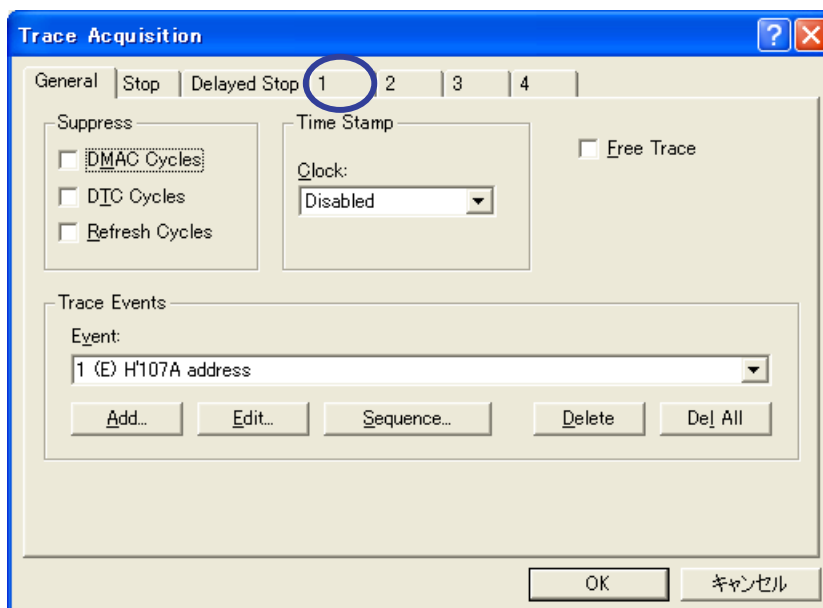 Trace Acquisition
General Stop Delayed Stop 1 2 3 4
Suppress
DMAC Cycles
DTC Cycles
Refresh Cycles
Time Stamp
Clock:
Disabled
Free Trace
Trace Events
Event:
1 (E) H'107A address
Add... Edit... Sequence... Delete Del All
OK キャンセル